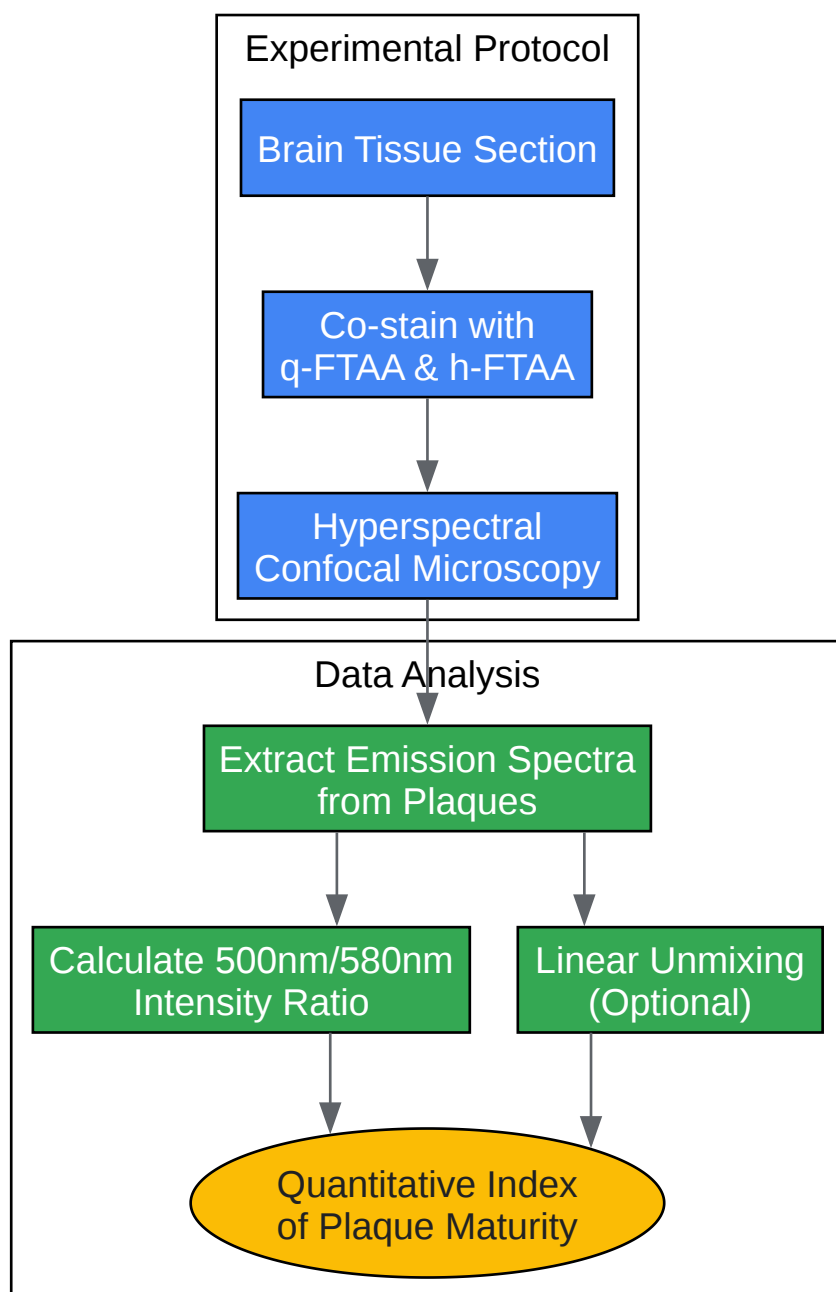 Experimental Protocol
Brain Tissue Section
Co-stain with
q-FTAA & h-FTAA
Hyperspectral
Confocal Microscopy
Data Analysis
Extract Emission Spectra
from Plaques
Calculate 500nm/580nm
Intensity Ratio
Linear Unmixing
(Optional)
Quantitative Index
of Plaque Maturity